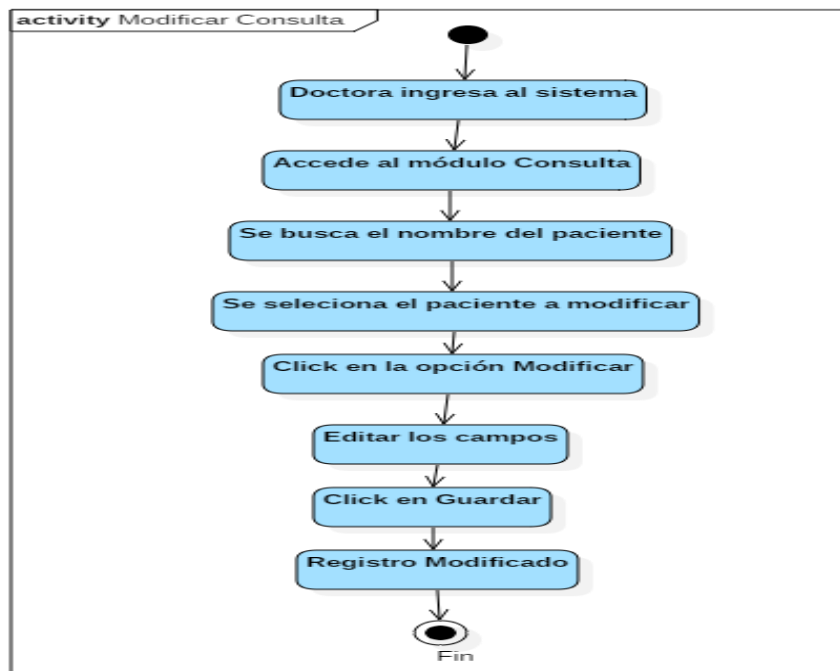 activity Modificar Consulta
Doctora ingresa al sistema
Accede al módulo Consulta
Se busca el nombre del paciente
Se seleciona el paciente a modificar
Click en la opción Modificar
Editar los campos
Click en Guardar
Registro Modificado
Fin